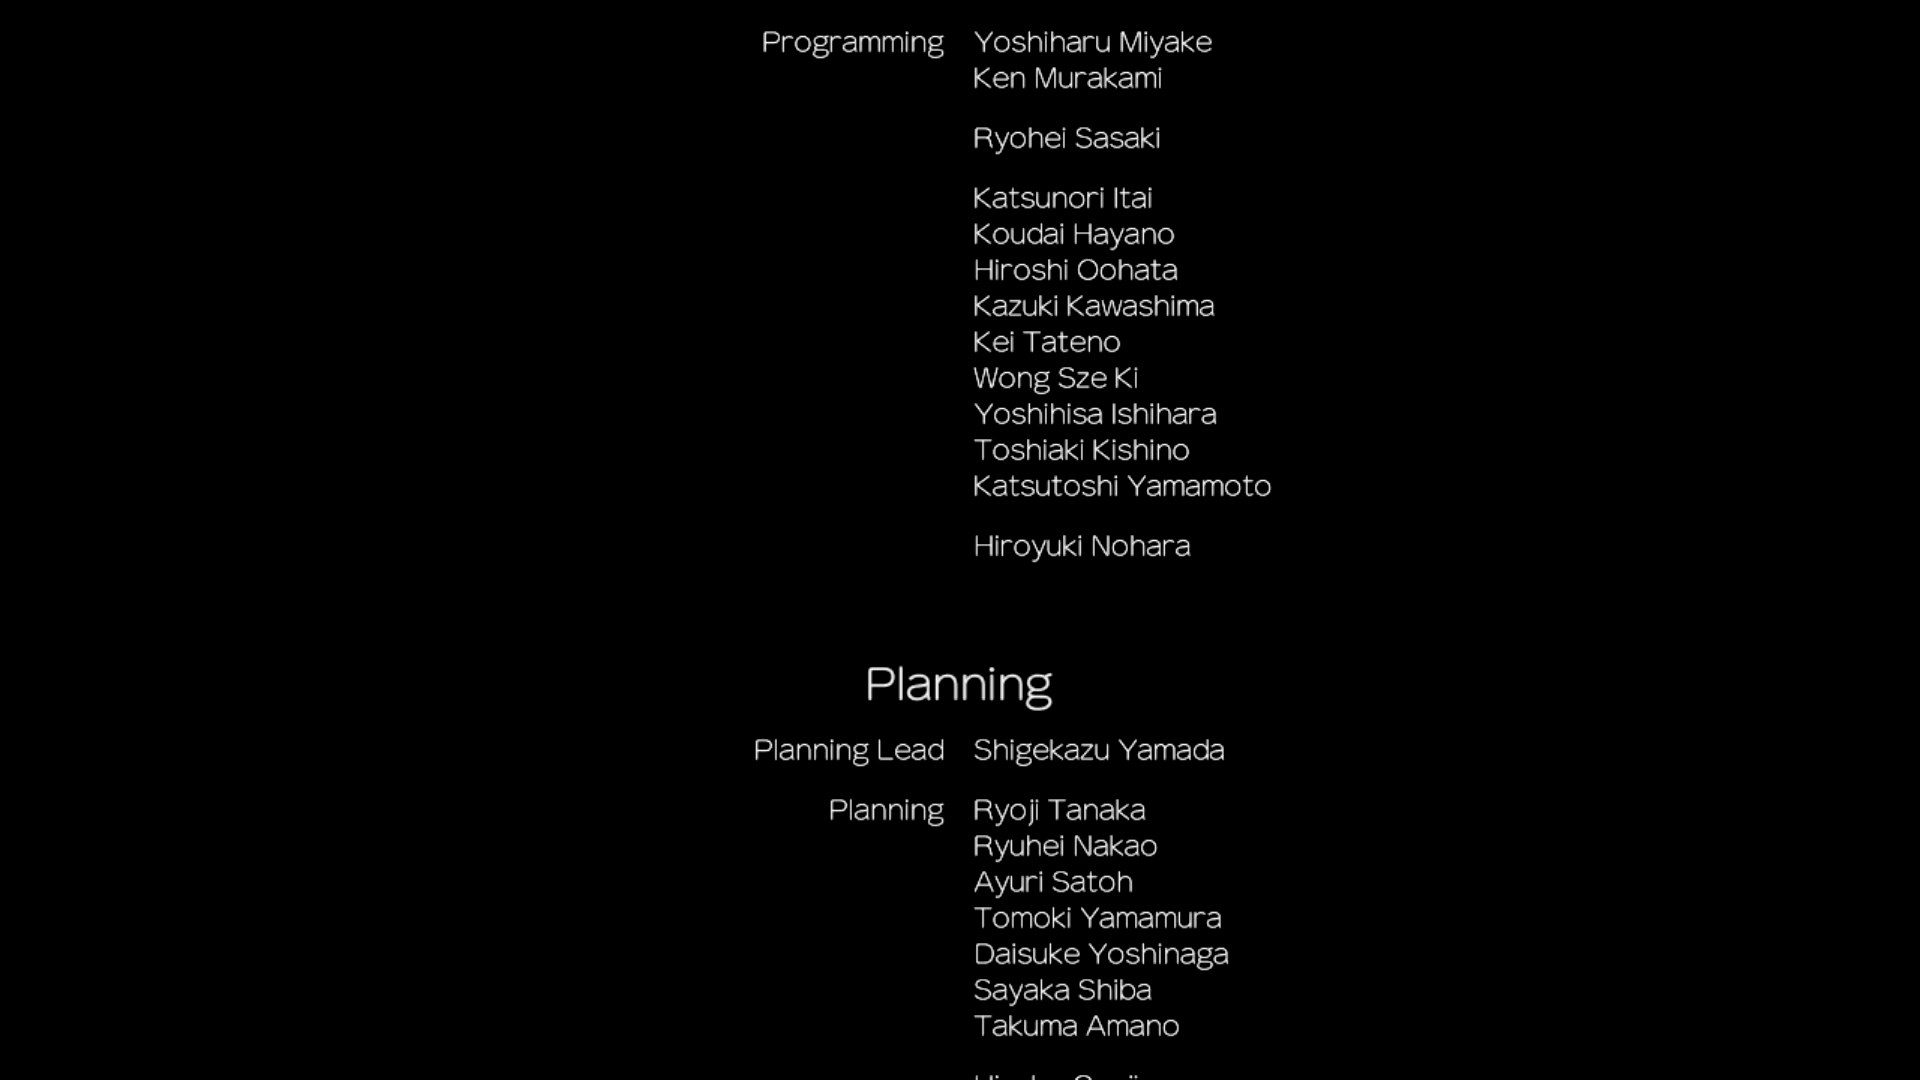 Programming Yoshiharu Miyake
Ken Murakami
Ryohei Sasaki
Katsunori Itai
Koudai Hayano
Hiroshi Oohata
Kazuki Kawashima
Kei Tateno
Wong Sze Ki
Yoshihisa Ishihara
Toshiaki Kishino
Katsutoshi Yamamoto
Hiroyuki Nohara
Planning
Planning Lead Shigekazu Yamada
Planning Ryoji Tanaka
Ryuhei Nakao
Ayuri Satoh
Tomoki Yamamura
Daisuke Yoshinaga
Sayaka Shiba
Takuma Amano